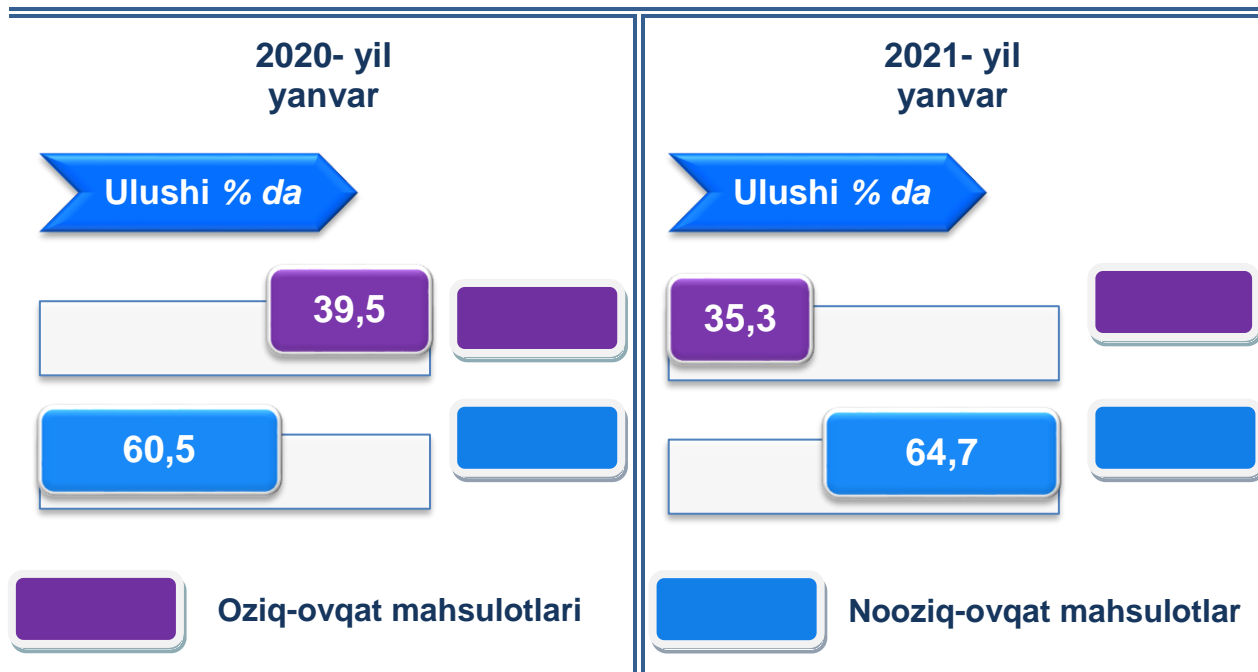 2020- yil
yanvar
Ulushi % da
39,5
60,5
2021- yil
yanvar
Ulushi % da
35,3
64,7
Oziq-ovqat mahsulotlari
Nooziq-ovqat mahsulotlar